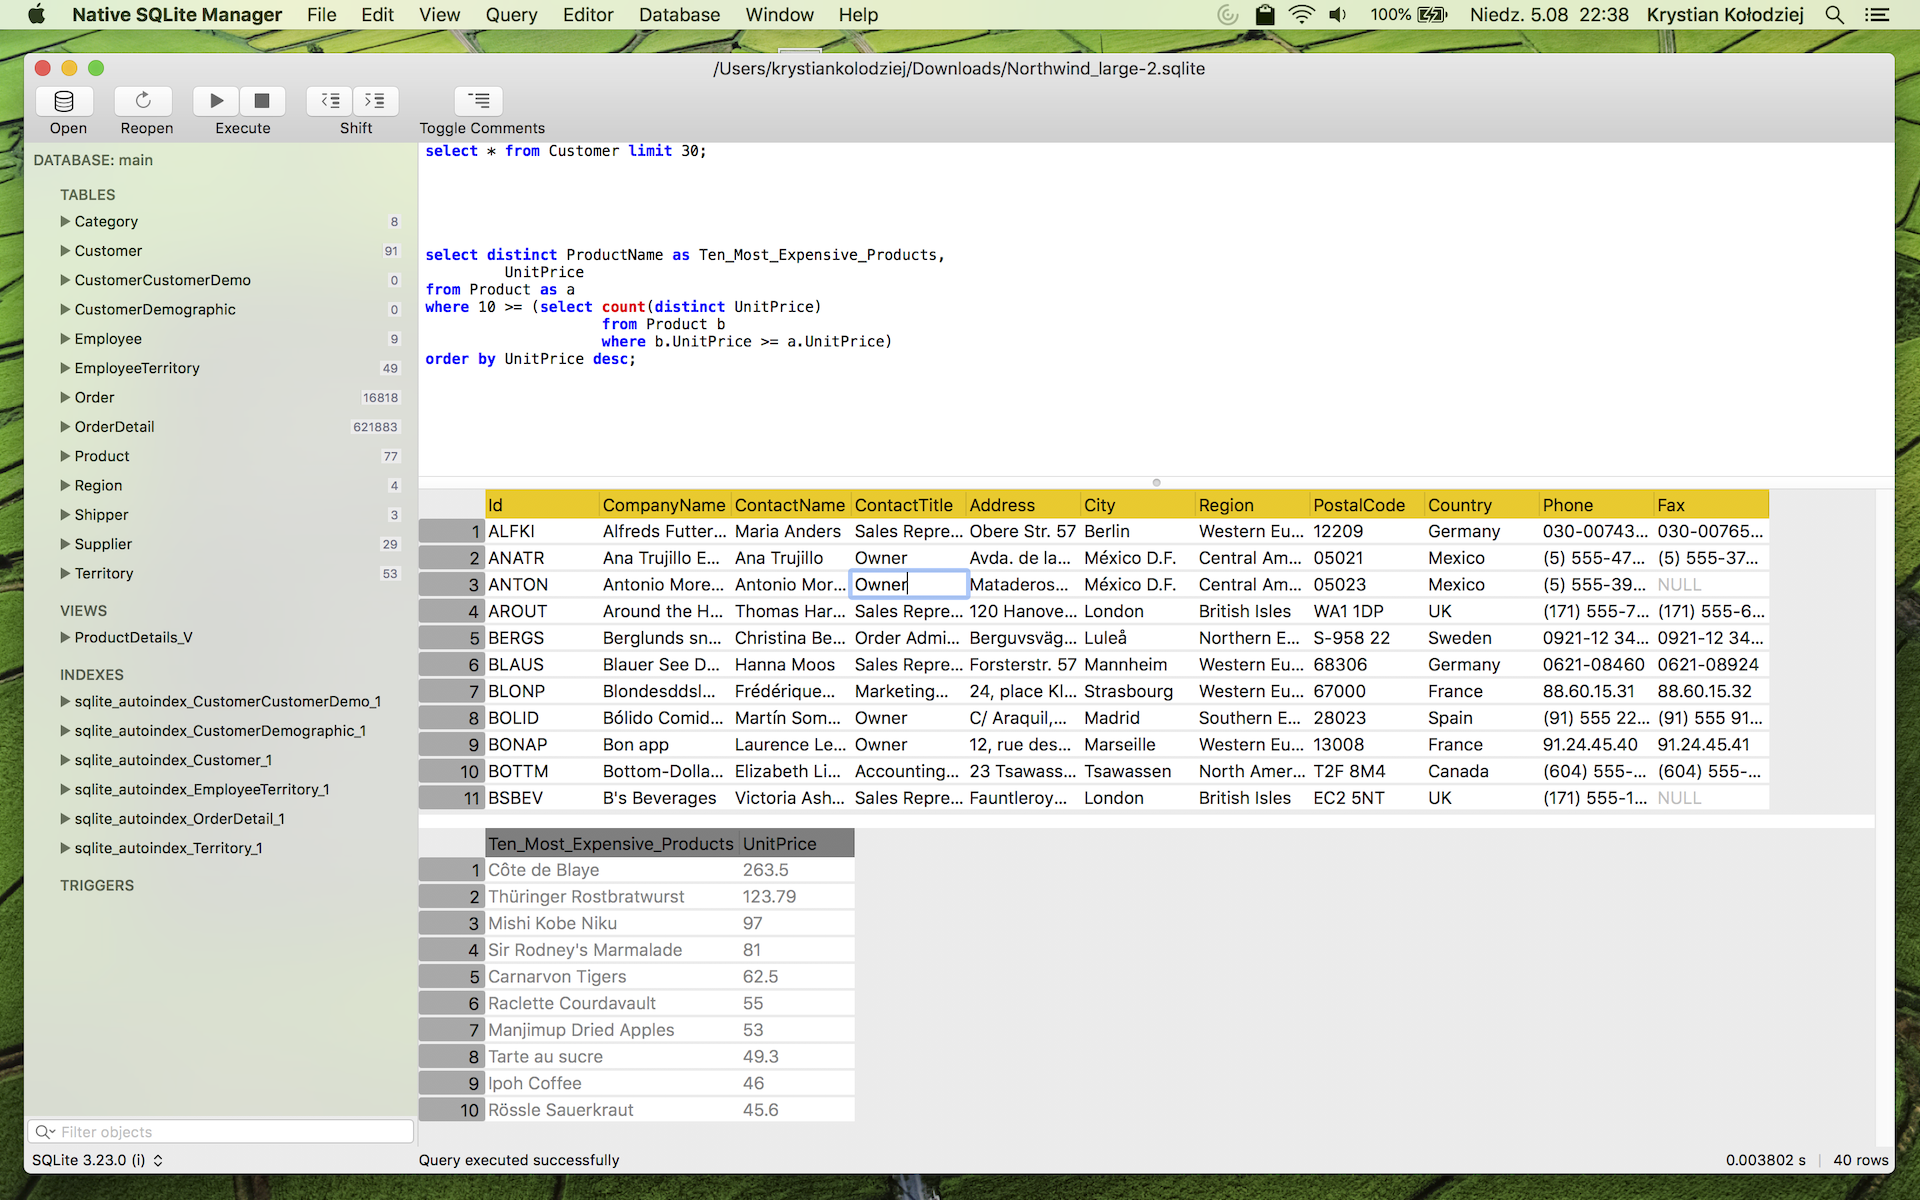 Native SQLite Manager File Edit View Query Editor Database Window Help 100% Niedz. 5.08 22:38 Krystian Kołodziej
/Users/krystiankolodziej/Downloads/Northwind_large-2.sqlite
Open Reopen Execute Shift Toggle Comments
DATABASE: main
TABLES
Category 8
Customer 91
CustomerCustomerDemo 0
CustomerDemographic 0
Employee 9
EmployeeTerritory 49
Order 16818
OrderDetail 621883
Product 77
Region 4
Shipper 3
Supplier 29
Territory 53
VIEWS
ProductDetails_V
INDEXES
sqlite_autoindex_CustomerCustomerDemo_1
sqlite_autoindex_CustomerDemographic_1
sqlite_autoindex_Customer_1
sqlite_autoindex_EmployeeTerritory_1
sqlite_autoindex_OrderDetail_1
sqlite_autoindex_Territory_1
TRIGGERS
Filter objects
SQLite 3.23.0 (i)
select * from Customer limit 30;
select distinct ProductName as Ten_Most_Expensive_Products,
UnitPrice
from Product as a
where 10 >= (select count(distinct UnitPrice)
from Product b
where b.UnitPrice >= a.UnitPrice)
order by UnitPrice desc;
Id CompanyName ContactName ContactTitle Address City Region PostalCode Country Phone Fax
1 ALFKI Alfreds Futter... Maria Anders Sales Repre... Obere Str. 57 Berlin Western Eu... 12209 Germany 030-00743... 030-00765...
2 ANATR Ana Trujillo E... Ana Trujillo Owner Avda. de la... México D.F. Central Am... 05021 Mexico (5) 555-47... (5) 555-37...
3 ANTON Antonio More... Antonio Mor... Owner Mataderos... México D.F. Central Am... 05023 Mexico (5) 555-39... NULL
4 AROUT Around the H... Thomas Har... Sales Repre... 120 Hanove... London British Isles WA1 1DP UK (171) 555-7... (171) 555-6...
5 BERGS Berglunds sn... Christina Be... Order Admi... Berguvsväg... Luleå Northern E... S-958 22 Sweden 0921-12 34... 0921-12 34...
6 BLAUS Blauer See D... Hanna Moos Sales Repre... Forsterstr. 57 Mannheim Western Eu... 68306 Germany 0621-08460 0621-08924
7 BLONP Blondesddsl... Frédérique... Marketing... 24, place Kl... Strasbourg Western Eu... 67000 France 88.60.15.31 88.60.15.32
8 BOLID Bólido Comid... Martín Som... Owner C/ Araquil,... Madrid Southern E... 28023 Spain (91) 555 22... (91) 555 91...
9 BONAP Bon app Laurence Le... Owner 12, rue des... Marseille Western Eu... 13008 France 91.24.45.40 91.24.45.41
10 BOTTM Bottom-Dolla... Elizabeth Li... Accounting... 23 Tsawass... Tsawassen North Amer... T2F 8M4 Canada (604) 555-... (604) 555-...
11 BSBEV B's Beverages Victoria Ash... Sales Repre... Fauntleroy... London British Isles EC2 5NT UK (171) 555-1... NULL
Ten_Most_Expensive_Products UnitPrice
1 Côte de Blaye 263.5
2 Thüringer Rostbratwurst 123.79
3 Mishi Kobe Niku 97
4 Sir Rodney's Marmalade 81
5 Carnarvon Tigers 62.5
6 Raclette Courdavault 55
7 Manjimup Dried Apples 53
8 Tarte au sucre 49.3
9 Ipoh Coffee 46
10 Rössle Sauerkraut 45.6
Query executed successfully 0.003802 s 40 rows